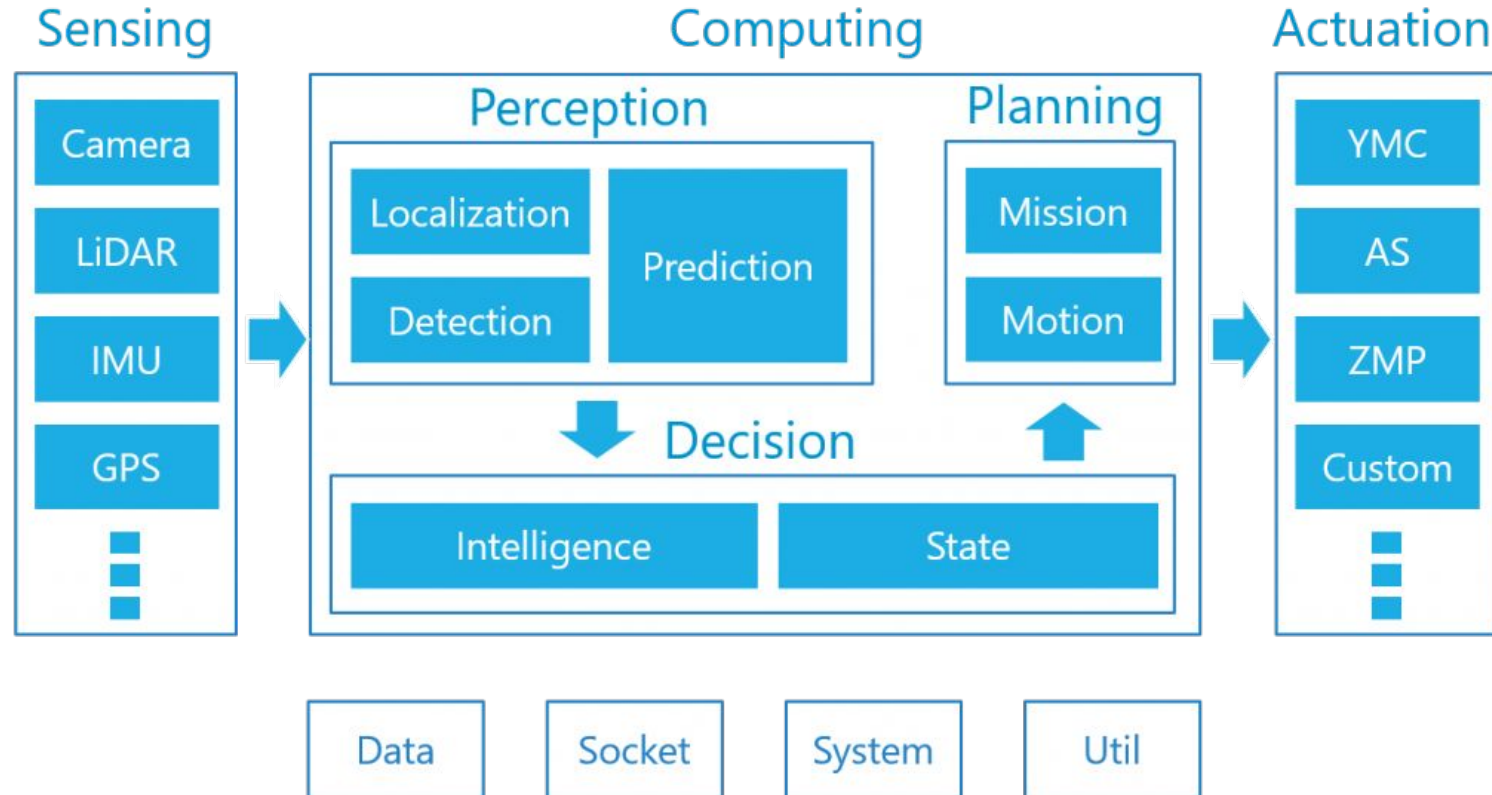 Sensing
Camera
LiDAR
IMU
GPS
Computing
Perception
Localization
Detection
Prediction
Planning
Mission
Motion
Decision
Intelligence
State
Actuation
YMC
AS
ZMP
Custom
Data
Socket
System
Util